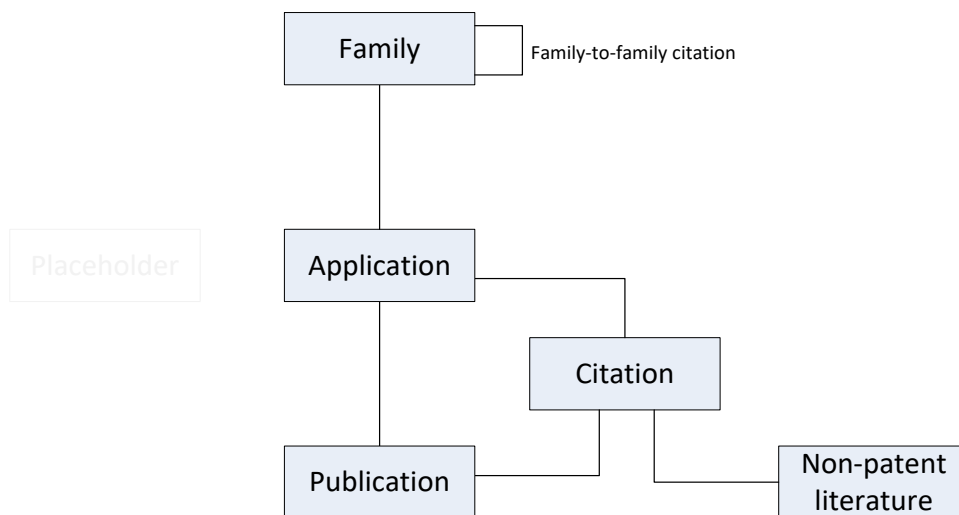 Family
Family-to-family citation
Placeholder
Application
Citation
Publication
Non-patent
literature